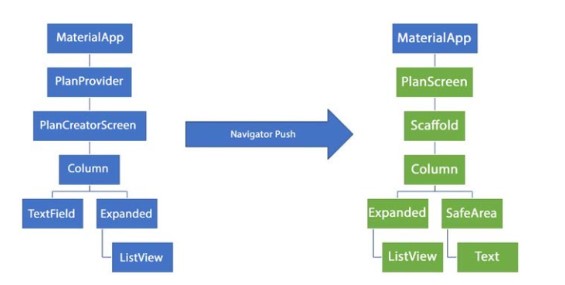 MaterialApp
PlanProvider
PlanCreatorScreen
Column
TextField
Expanded
ListView
Navigator Push
MaterialApp
PlanScreen
Scaffold
Column
Expanded
SafeArea
ListView
Text